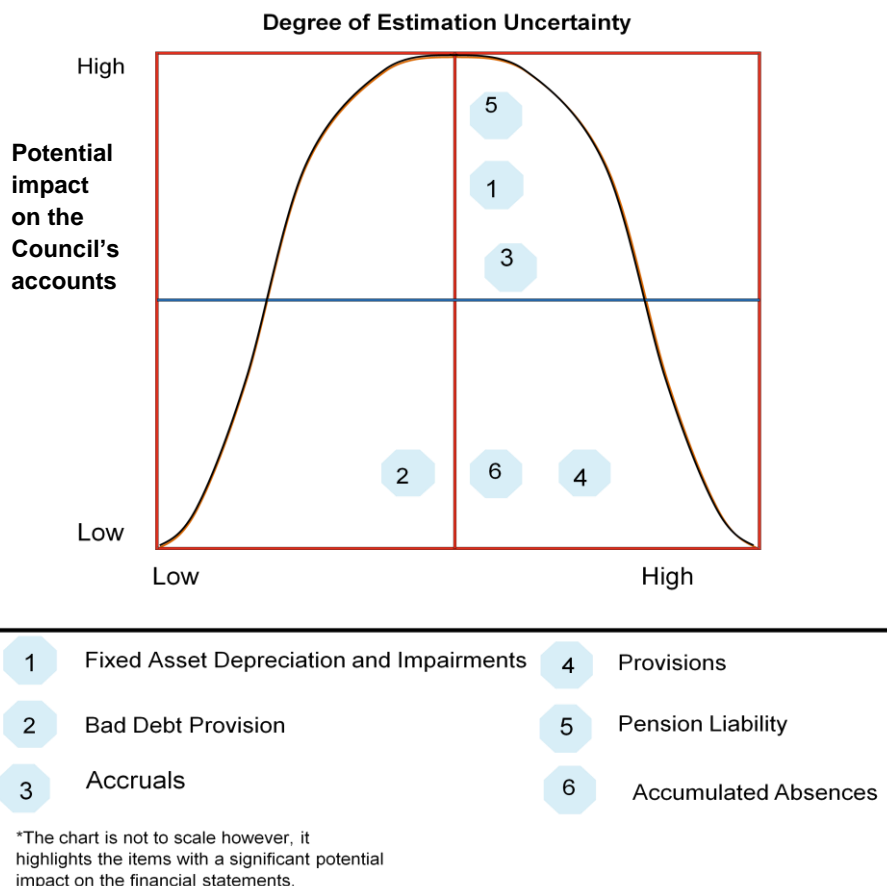 Degree of Estimation Uncertainty
High
Potential
impact
on the
Council's
accounts
5
1
3
2
6
4
Low
Low
High
1 Fixed Asset Depreciation and Impairments
4 Provisions
2 Bad Debt Provision
5 Pension Liability
3 Accruals
6 Accumulated Absences
*The chart is not to scale however, it
highlights the items with a significant potential
impact on the financial statements.